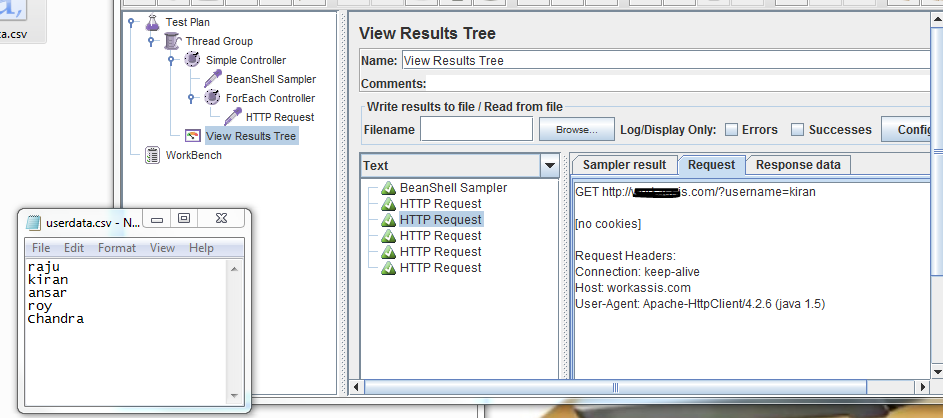 ta.csv
Test Plan
Thread Group
Simple Controller
BeanShell Sampler
ForEach Controller
HTTP Request
View Results Tree
WorkBench
View Results Tree
Name: View Results Tree
Comments:
Write results to file / Read from file
Filename Browse... Log/Display Only: Errors Successes Config
Text
BeanShell Sampler
HTTP Request
HTTP Request
HTTP Request
HTTP Request
HTTP Request
Sampler result Request Response data
GET http:// is.com/?username=kiran
[no cookies]
Request Headers:
Connection: keep-alive
Host: workassis.com
User-Agent: Apache-HttpClient/4.2.6 (java 1.5)
userdata.csv - N...
File Edit Format View Help
raju
kiran
ansar
roy
Chandra